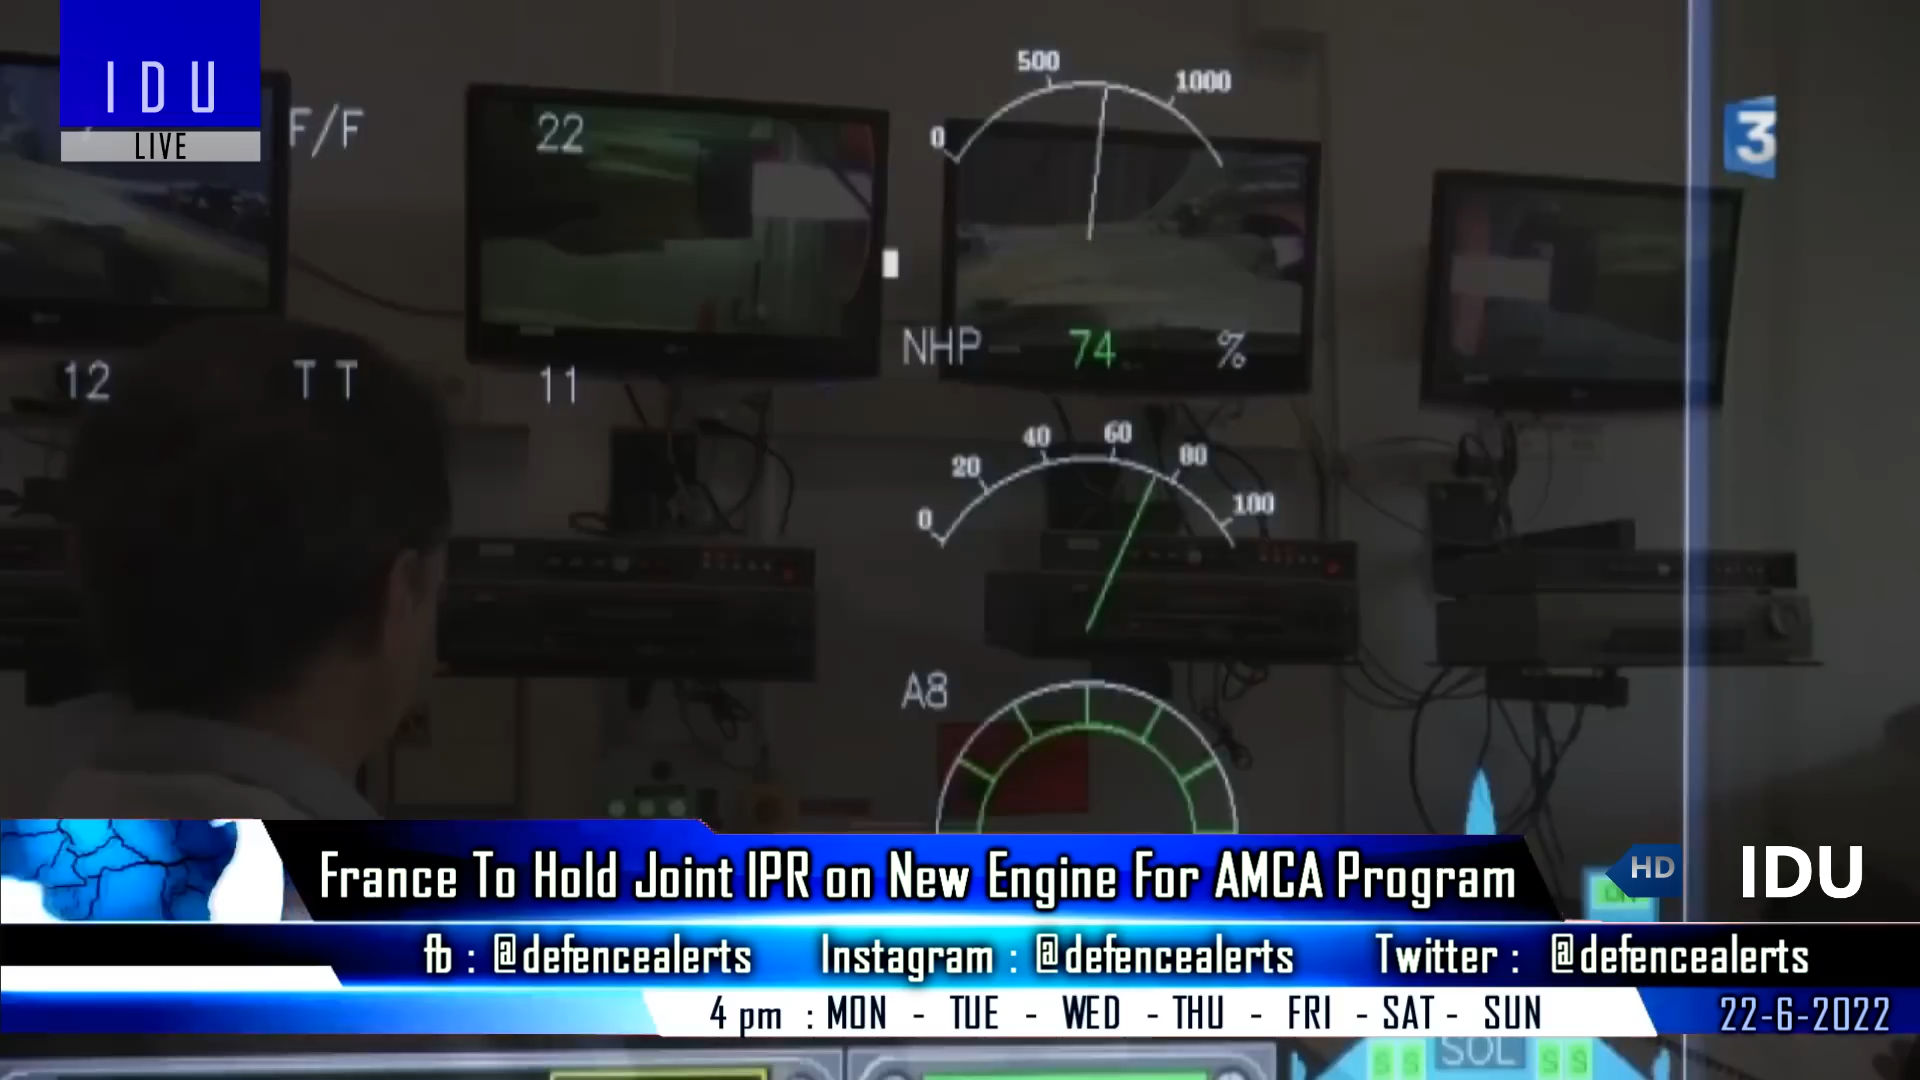 IDU
LIVE
F/F
22
500
1000
0
3
NHP 74 %
12
TT
11
40
60
20
80
0
100
A8
France To Hold Joint IPR on New Engine For AMCA Program
HD
IDU
fb : @defencealerts Instagram : @defencealerts Twitter : @defencealerts
4 pm : MON - TUE - WED - THU - FRI - SAT - SUN
22-6-2022
SOL
S S
S S